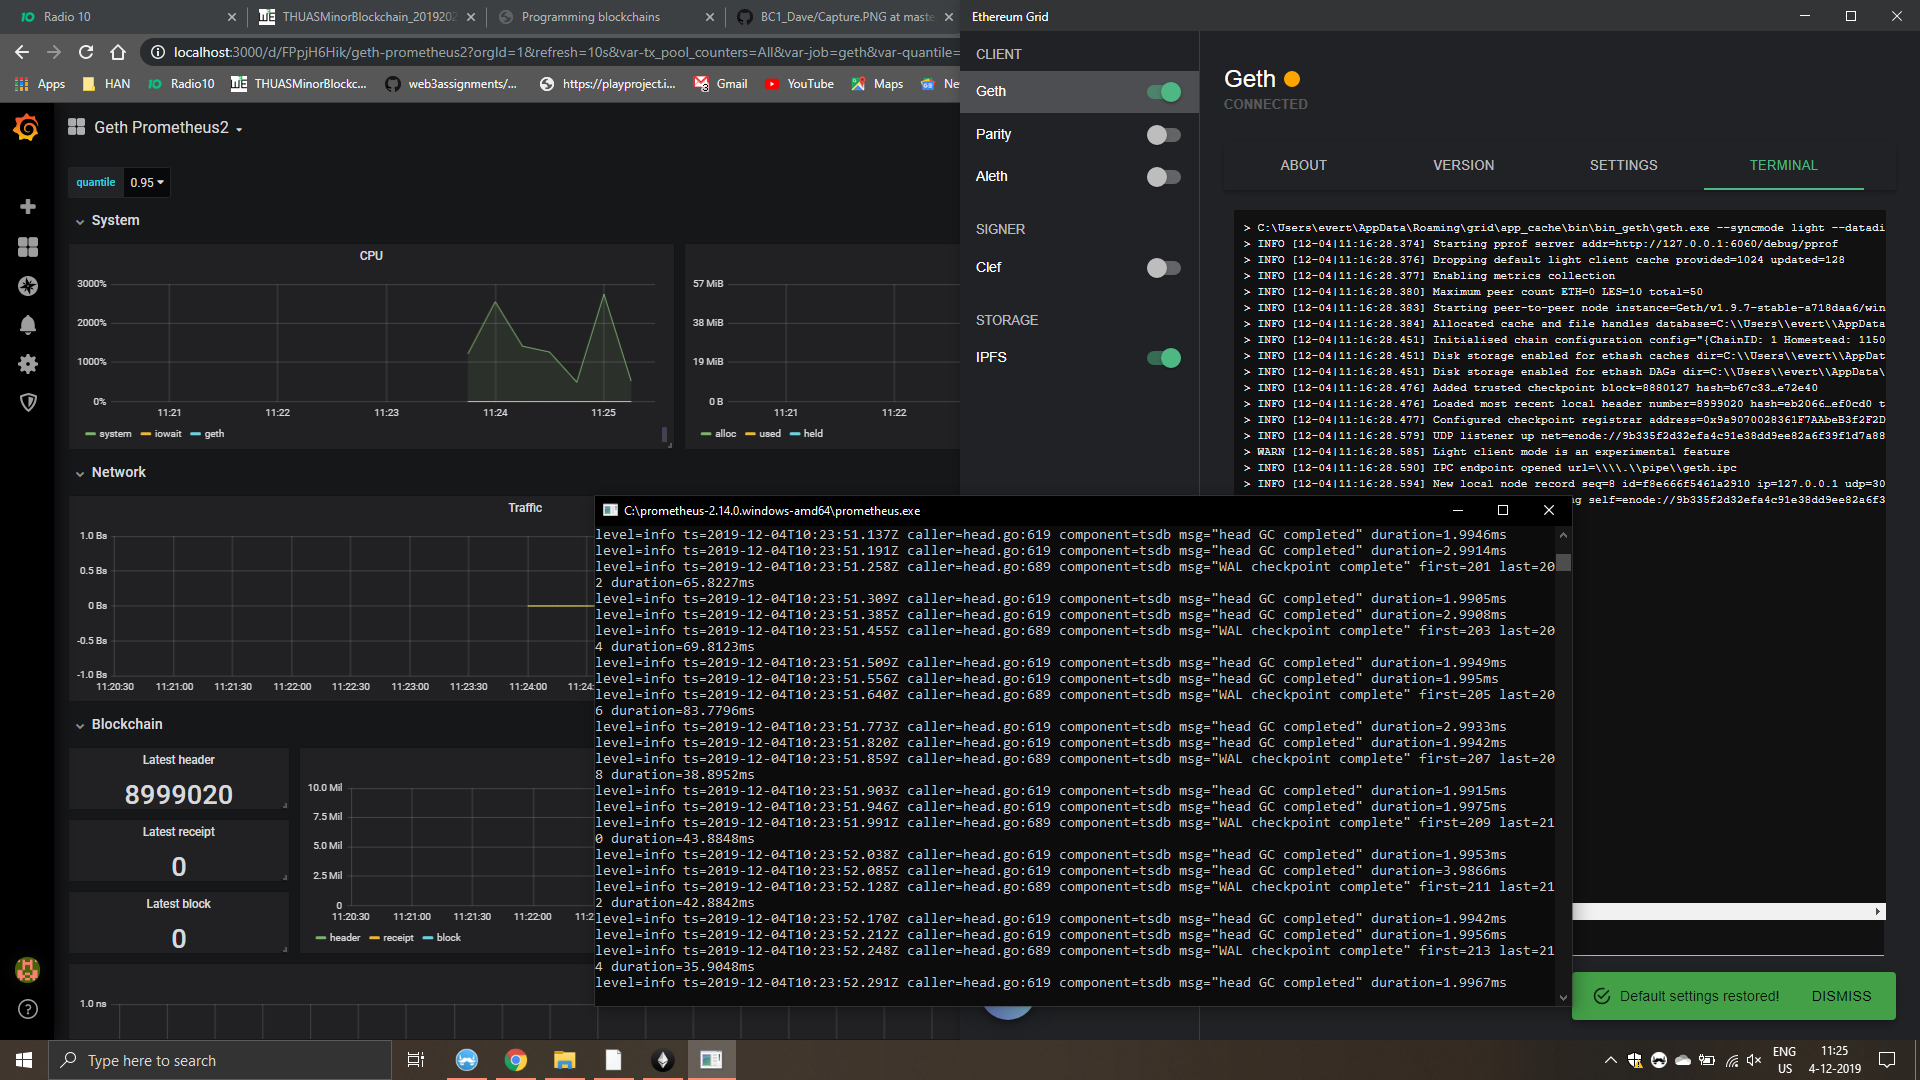 Radio 10
THUASMinorBlockchain_2019202
Programming blockchains
BC1_Dave/Capture.PNG at maste
localhost:3000/d/FPpjH6Hik/geth-prometheus2?orgId=1&refresh=10s&var-tx_pool_counters=All&var-job=geth&var-quantile=
Apps
HAN
Radio10
THUASMinorBlockc...
web3assignments/...
https://playproject.i...
Gmail
YouTube
Maps
Ne
Geth Prometheus2
quantile
0.95
System
CPU
3000%
2000%
1000%
0%
11:21
11:22
11:23
11:24
11:25
system
iowait
geth
57 MiB
38 MiB
19 MiB
0 B
11:21
11:22
alloc
used
held
Network
Traffic
1.0 Bs
0.5 Bs
0 Bs
-0.5 Bs
-1.0 Bs
11:20:30
11:21:00
11:21:30
11:22:00
11:22:30
11:23:00
11:23:30
11:24:00
11:24:
Blockchain
Latest header
8999020
Latest receipt
0
Latest block
0
10.0 Mil
7.5 Mil
5.0 Mil
2.5 Mil
0
11:20:30
11:21:00
11:21:30
11:22:00
11:2
header
receipt
block
1.0 ns
Ethereum Grid
CLIENT
Geth
Parity
Aleth
SIGNER
Clef
STORAGE
IPFS
Geth
CONNECTED
ABOUT
VERSION
SETTINGS
TERMINAL
> C:\Users\evert\AppData\Roaming\grid\app_cache\bin\bin_geth\geth.exe --syncmode light --datadi
> INFO [12-04|11:16:28.374] Starting pprof server addr=http://127.0.0.1:6060/debug/pprof
> INFO [12-04|11:16:28.376] Dropping default light client cache provided=1024 updated=128
> INFO [12-04|11:16:28.377] Enabling metrics collection
> INFO [12-04|11:16:28.380] Maximum peer count ETH=0 LES=10 total=50
> INFO [12-04|11:16:28.383] Starting peer-to-peer node instance=Geth/v1.9.7-stable-a718daa6/win
> INFO [12-04|11:16:28.384] Allocated cache and file handles database=C:\\Users\\evert\\AppData
> INFO [12-04|11:16:28.451] Initialised chain configuration config="{ChainID: 1 Homestead: 1150
> INFO [12-04|11:16:28.451] Disk storage enabled for ethash caches dir=C:\\Users\\evert\\AppDat
> INFO [12-04|11:16:28.451] Disk storage enabled for ethash DAGs dir=C:\\Users\\evert\\AppData\
> INFO [12-04|11:16:28.476] Added trusted checkpoint block=8880127 hash=b67c33…e72e40
> INFO [12-04|11:16:28.476] Loaded most recent local header number=8999020 hash=eb2066…ef0cd0 t
> INFO [12-04|11:16:28.477] Configured checkpoint registrar address=0x9a9070028361F7AAbeB3f2F2D
> INFO [12-04|11:16:28.579] UDP listener up net=enode://9b335f2d32efa4c91e38dd9ee82a6f39f1d7a88
> WARN [12-04|11:16:28.585] Light client mode is an experimental feature
> INFO [12-04|11:16:28.590] IPC endpoint opened url=\\\\.\\pipe\\geth.ipc
> INFO [12-04|11:16:28.594] New local node record seq=8 id=f8e666f5461a2910 ip=127.0.0.1 udp=30
g self=enode://9b335f2d32efa4c91e38dd9ee82a6f3
C:\prometheus-2.14.0.windows-amd64\prometheus.exe
level=info ts=2019-12-04T10:23:51.137Z caller=head.go:619 component=tsdb msg="head GC completed" duration=1.9946ms
level=info ts=2019-12-04T10:23:51.191Z caller=head.go:619 component=tsdb msg="head GC completed" duration=2.9914ms
level=info ts=2019-12-04T10:23:51.258Z caller=head.go:689 component=tsdb msg="WAL checkpoint complete" first=201 last=20
2 duration=65.8227ms
level=info ts=2019-12-04T10:23:51.309Z caller=head.go:619 component=tsdb msg="head GC completed" duration=1.9905ms
level=info ts=2019-12-04T10:23:51.385Z caller=head.go:619 component=tsdb msg="head GC completed" duration=2.9908ms
level=info ts=2019-12-04T10:23:51.455Z caller=head.go:689 component=tsdb msg="WAL checkpoint complete" first=203 last=20
4 duration=69.8123ms
level=info ts=2019-12-04T10:23:51.509Z caller=head.go:619 component=tsdb msg="head GC completed" duration=1.9949ms
level=info ts=2019-12-04T10:23:51.556Z caller=head.go:619 component=tsdb msg="head GC completed" duration=1.995ms
level=info ts=2019-12-04T10:23:51.640Z caller=head.go:689 component=tsdb msg="WAL checkpoint complete" first=205 last=20
6 duration=83.7796ms
level=info ts=2019-12-04T10:23:51.773Z caller=head.go:619 component=tsdb msg="head GC completed" duration=2.9933ms
level=info ts=2019-12-04T10:23:51.820Z caller=head.go:619 component=tsdb msg="head GC completed" duration=1.9942ms
level=info ts=2019-12-04T10:23:51.859Z caller=head.go:689 component=tsdb msg="WAL checkpoint complete" first=207 last=20
8 duration=38.8952ms
level=info ts=2019-12-04T10:23:51.903Z caller=head.go:619 component=tsdb msg="head GC completed" duration=1.9915ms
level=info ts=2019-12-04T10:23:51.946Z caller=head.go:619 component=tsdb msg="head GC completed" duration=1.9975ms
level=info ts=2019-12-04T10:23:51.991Z caller=head.go:689 component=tsdb msg="WAL checkpoint complete" first=209 last=21
0 duration=43.8848ms
level=info ts=2019-12-04T10:23:52.038Z caller=head.go:619 component=tsdb msg="head GC completed" duration=1.9953ms
level=info ts=2019-12-04T10:23:52.085Z caller=head.go:619 component=tsdb msg="head GC completed" duration=3.9866ms
level=info ts=2019-12-04T10:23:52.128Z caller=head.go:689 component=tsdb msg="WAL checkpoint complete" first=211 last=21
2 duration=42.8842ms
level=info ts=2019-12-04T10:23:52.170Z caller=head.go:619 component=tsdb msg="head GC completed" duration=1.9942ms
level=info ts=2019-12-04T10:23:52.212Z caller=head.go:619 component=tsdb msg="head GC completed" duration=1.9956ms
level=info ts=2019-12-04T10:23:52.248Z caller=head.go:689 component=tsdb msg="WAL checkpoint complete" first=213 last=21
4 duration=35.9048ms
level=info ts=2019-12-04T10:23:52.291Z caller=head.go:619 component=tsdb msg="head GC completed" duration=1.9967ms
Default settings restored!
DISMISS
Type here to search
ENG
US
11:25
4-12-2019